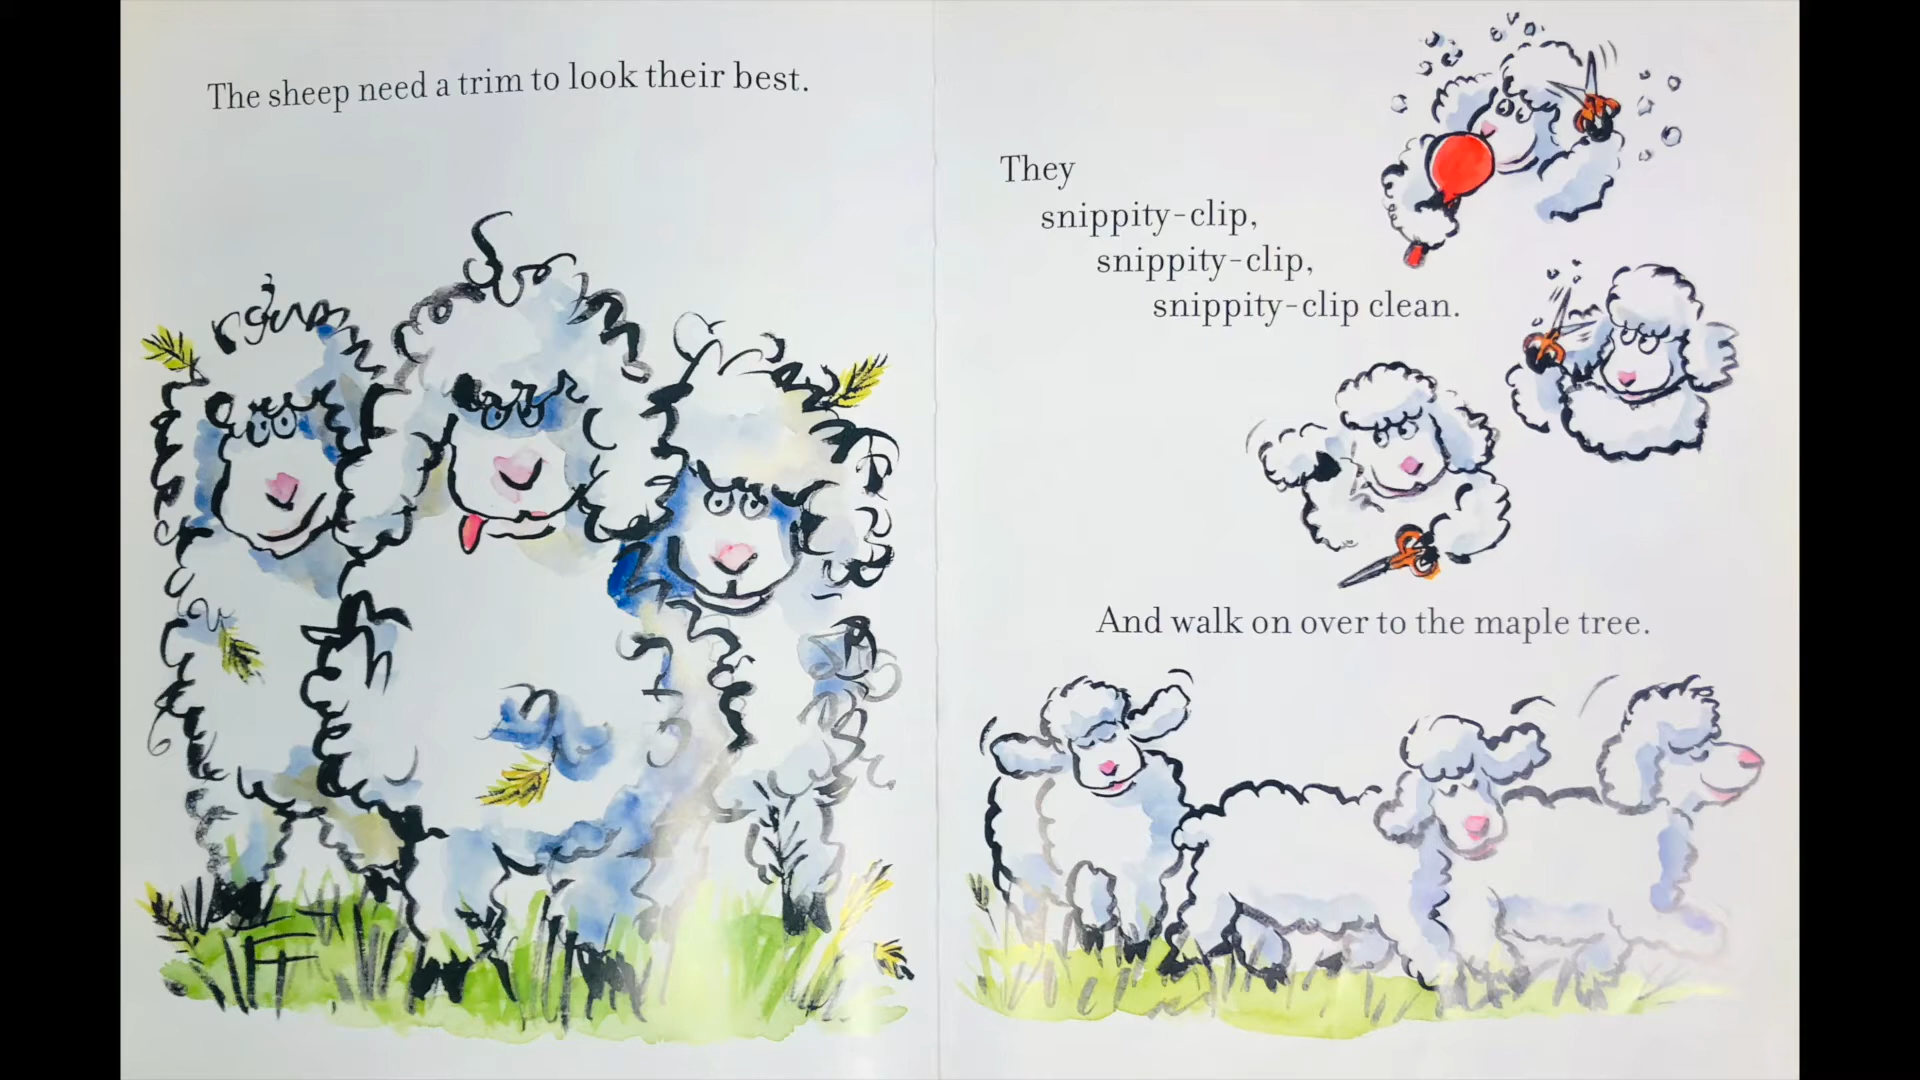 The sheep need a trim to look their best.
They
snippity-clip,
snippity-clip,
snippity-clip clean.
And walk on over to the maple tree.